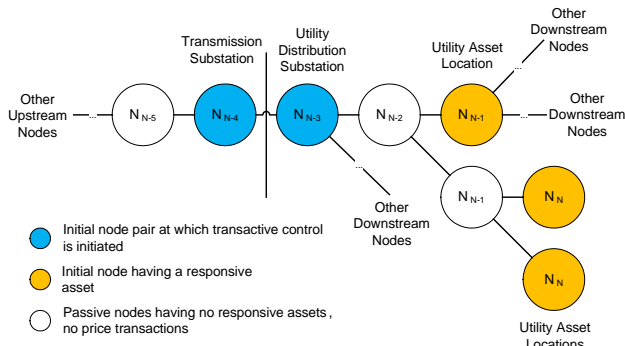 Other
Downstream
Nodes
Transmission
Substation
Utility
Distribution
Substation
Utility Asset
Location
Other
Upstream
Nodes
...
N N-5
N N-4
N N-3
N N-2
N N-1
...
...
Other
Downstream
Nodes
...
Other
Downstream
Nodes
N N-1
N N
N N
Initial node pair at which transactive control
is initiated
Initial node having a responsive
asset
Passive nodes having no responsive assets,
no price transactions
Utility Asset
Locations